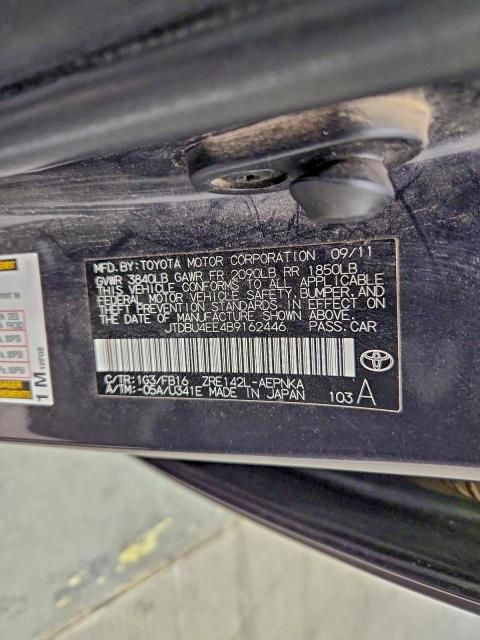 MFD.BY:TOYOTA MOTOR CORPORATION 09/11
GVWR 3840LB GAWR FR 2090LB RR 1850LB
THIS VEHICLE CONFORMS TO ALL APPLICABLE
FEDERAL MOTOR VEHICLE SAFETY, BUMPER, AND
THEFT PREVENTION STANDARDS IN EFFECT ON
THE DATE OF MANUFACTURE SHOWN ABOVE.
JTDBU4EE4B9162446 PASS.CAR
C/TR:1G3/FB16 ZRE142L-AEPNKA
A/TM:-05A/U341E MADE IN JAPAN 103 A
1 M